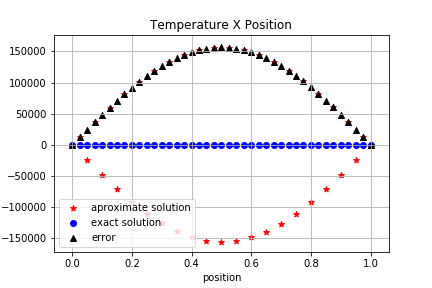 Temperature X Position
150000
100000
50000
0
−50000
−100000
−150000
aproximate solution
exact solution
error
0.0 0.2 0.4 0.6 0.8 1.0
position